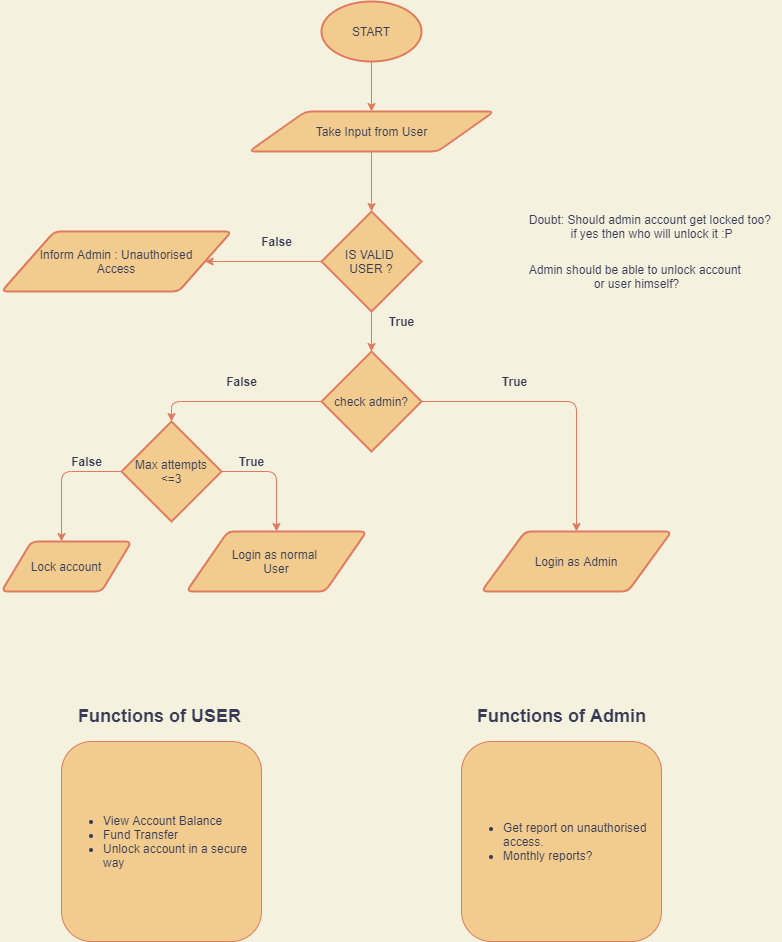 START
Take Input from User
Doubt: Should admin account get locked too?
if yes then who will unlock it :P
False
IS VALID
USER ?
Inform Admin : Unauthorised
Access
Admin should be able to unlock account
or user himself?
True
False
True
check admin?
False
Max attempts
<=3
True
Lock account
Login as normal
User
Login as Admin
Functions of USER
Functions of Admin
• View Account Balance
• Fund Transfer
• Unlock account in a secure
way
• Get report on unauthorised
access.
• Monthly reports?